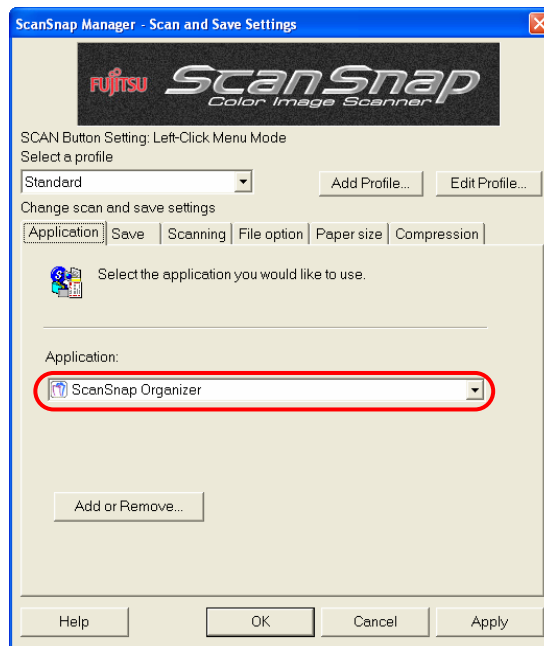 ScanSnap Manager - Scan and Save Settings
FUJITSU ScanSnap
Color Image Scanner
SCAN Button Setting: Left-Click Menu Mode
Select a profile
Standard Add Profile... Edit Profile...
Change scan and save settings
Application Save Scanning File option Paper size Compression
Select the application you would like to use.
Application:
ScanSnap Organizer
Add or Remove...
Help OK Cancel Apply